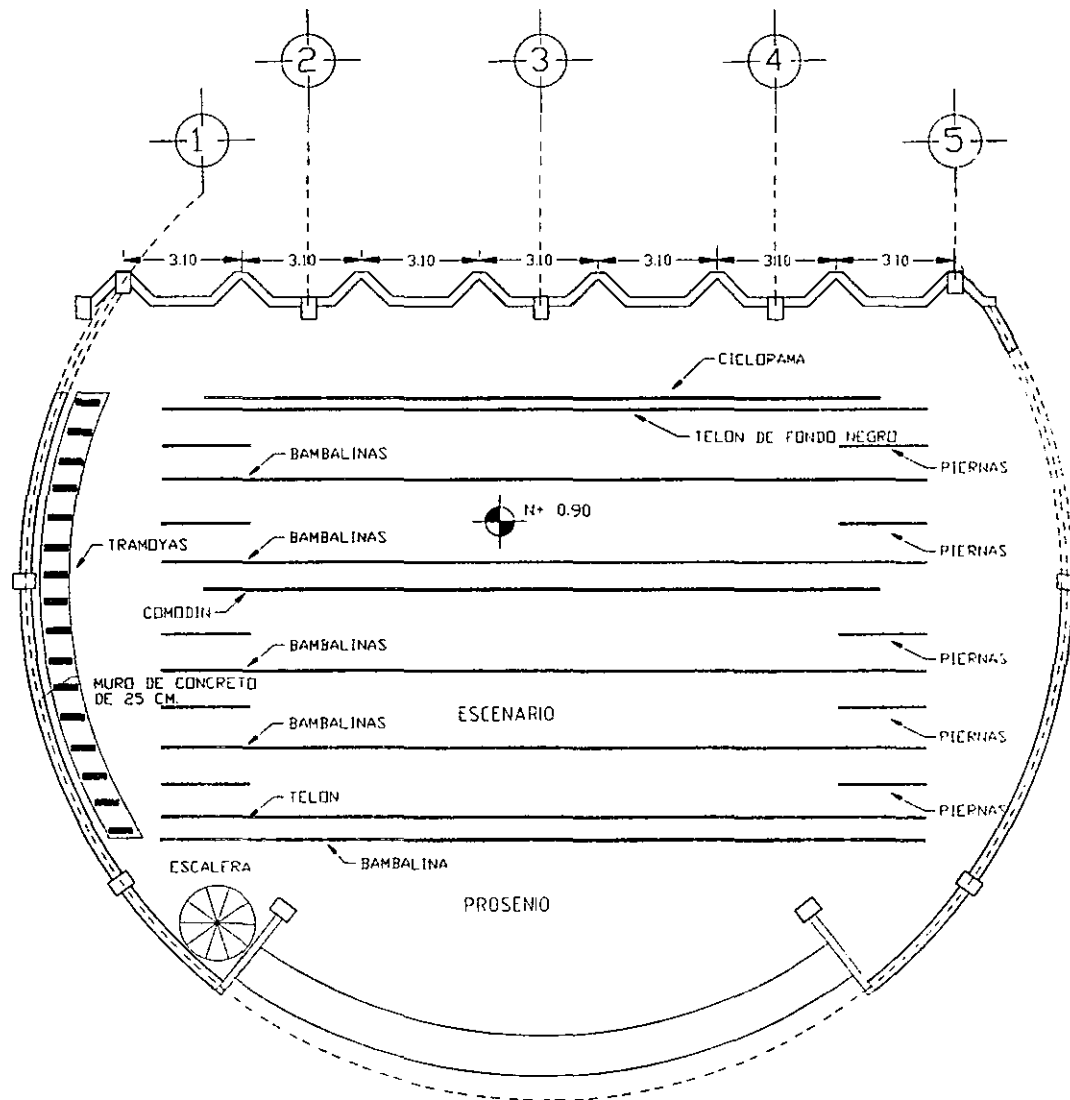 2
3
4
1
5
3.10 3.10 3.10 3.10 3.10 3.10 3.10
CICLOPAMA
TELON DE FONDO NEGRO
BAMBALINAS
PIERNAS
N+ 0.90
BAMBALINAS
TRAMOYAS
PIERNAS
COMODIN
BAMBALINAS
PIERNAS
MURO DE CONCRETO
DE 25 CM.
ESCENARIO
BAMBALINAS
PIERNAS
TELON
PIERNAS
BAMBALINA
ESCALERA
PROSENIO